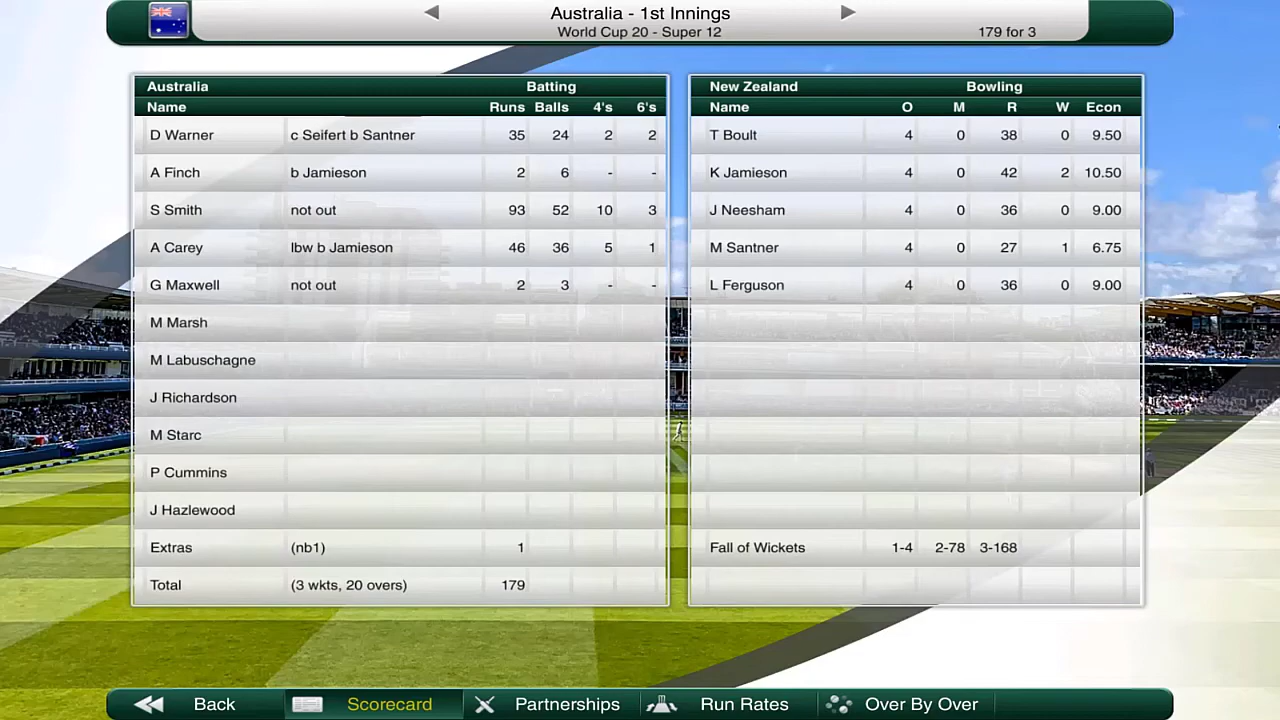 Australia - 1st Innings
World Cup 20 - Super 12
179 for 3
Australia Batting
Name Runs Balls 4's 6's
D Warner c Seifert b Santner 35 24 2 2
A Finch b Jamieson 2 6 - -
S Smith not out 93 52 10 3
A Carey lbw b Jamieson 46 36 5 1
G Maxwell not out 2 3 - -
M Marsh
M Labuschagne
J Richardson
M Starc
P Cummins
J Hazlewood
Extras (nb1) 1
Total (3 wkts, 20 overs) 179
New Zealand Bowling
Name O M R W Econ
T Boult 4 0 38 0 9.50
K Jamieson 4 0 42 2 10.50
J Neesham 4 0 36 0 9.00
M Santner 4 0 27 1 6.75
L Ferguson 4 0 36 0 9.00
Fall of Wickets 1-4 2-78 3-168
Back Scorecard Partnerships Run Rates Over By Over